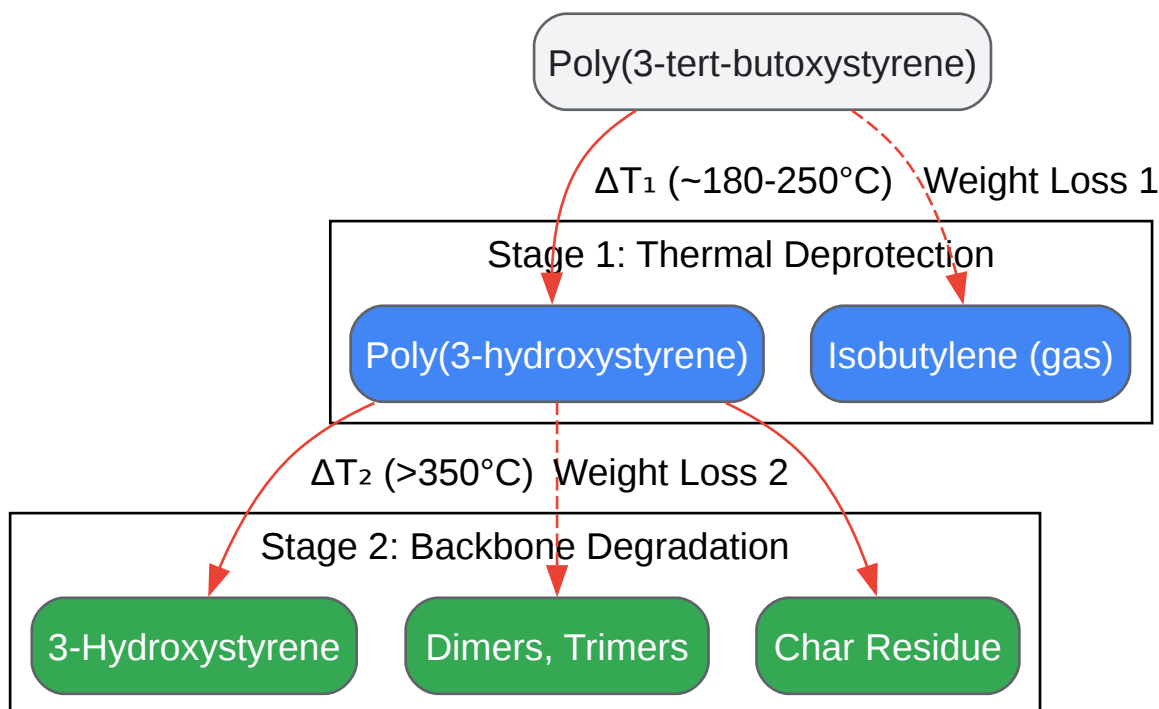 Poly(3-tert-butoxystyrene)
ΔT₁ (~180-250°C) Weight Loss 1
Stage 1: Thermal Deprotection
Poly(3-hydroxystyrene) Isobutylene (gas)
ΔT₂ (>350°C) Weight Loss 2
Stage 2: Backbone Degradation
3-Hydroxystyrene Dimers, Trimers Char Residue